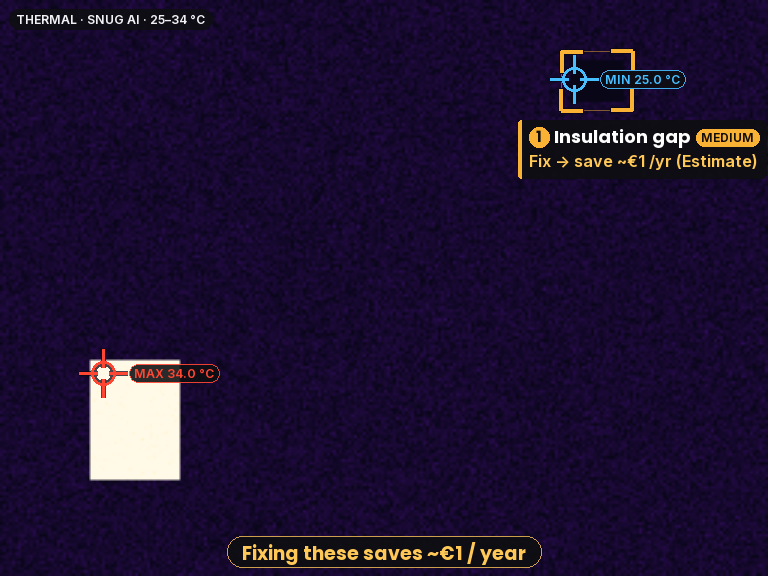 THERMAL · SNUG AI · 25–34 °C
MIN 25.0 °C
1 Insulation gap MEDIUM
Fix → save ~€1/yr (Estimate)
MAX 34.0 °C
Fixing these saves ~€1 / year